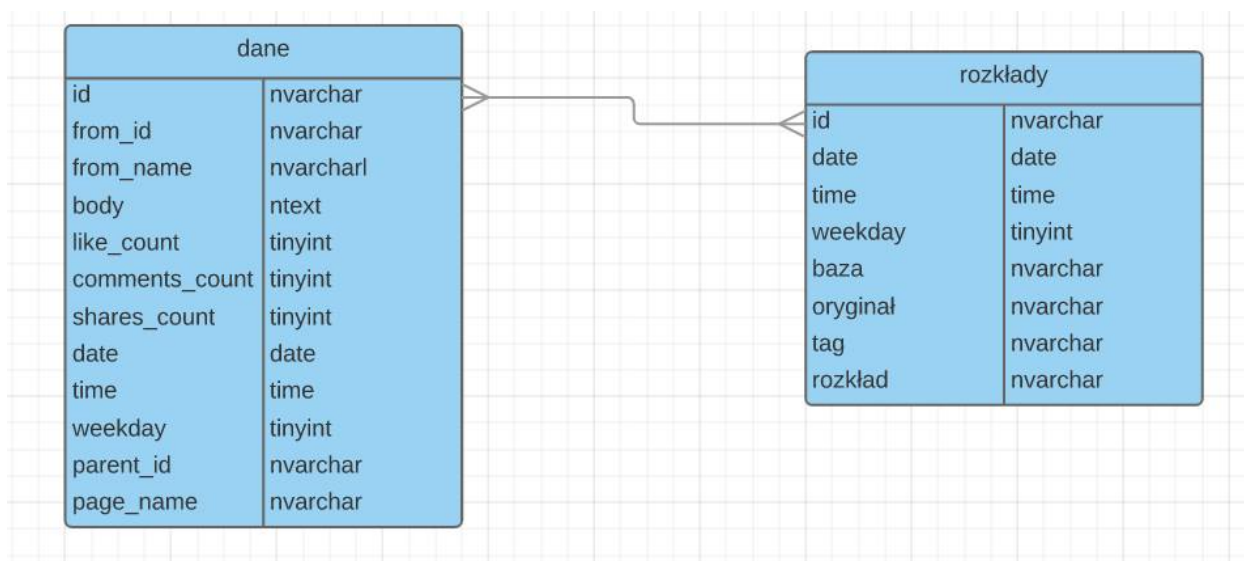 dane
id nvarchar
from_id nvarchar
from_name nvarcharl
body ntext
like_count tinyint
comments_count tinyint
shares_count tinyint
date date
time time
weekday tinyint
parent_id nvarchar
page_name nvarchar
rozkłady
id nvarchar
date date
time time
weekday tinyint
baza nvarchar
oryginał nvarchar
tag nvarchar
rozkład nvarchar